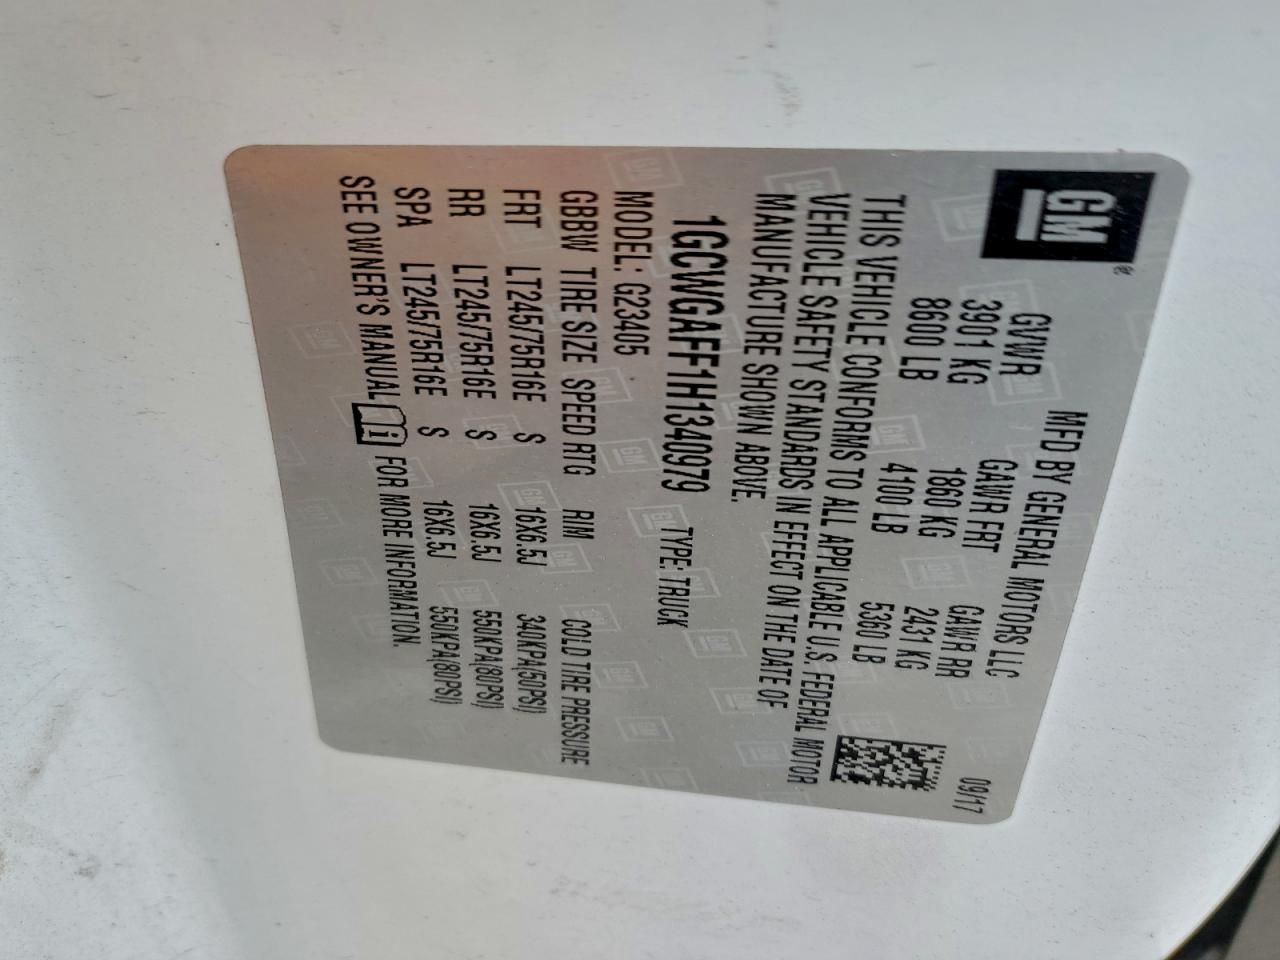 GM
MFD BY GENERAL MOTORS LLC 09/17
GVWR GAWR FRT GAWR RR
3901 KG 1860 KG 2431 KG
8600 LB 4100 LB 5360 LB
THIS VEHICLE CONFORMS TO ALL APPLICABLE U.S. FEDERAL MOTOR
VEHICLE SAFETY STANDARDS IN EFFECT ON THE DATE OF
MANUFACTURE SHOWN ABOVE.
1GCWGAFF1H1340979 TYPE: TRUCK
MODEL: G23405
GBBW TIRE SIZE SPEED RTG RIM COLD TIRE PRESSURE
FRT LT245/75R16E S 16X6.5J 340KPA(50PSI)
RR LT245/75R16E S 16X6.5J 550KPA(80PSI)
SPA LT245/75R16E S 16X6.5J 550KPA(80PSI)
SEE OWNER'S MANUAL FOR MORE INFORMATION.